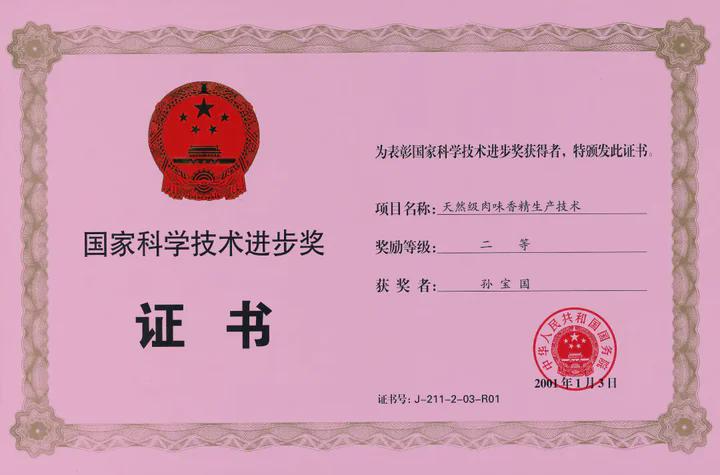 国家科学技术进步奖
证 书
为表彰国家科学技术进步奖获得者，特颁发此证书。
项目名称：天然级肉味香精生产技术
奖励等级： 二 等
获 奖 者： 孙宝国
中华人民共和国国务院
2001年1月3日
证书号：J-211-2-03-R01